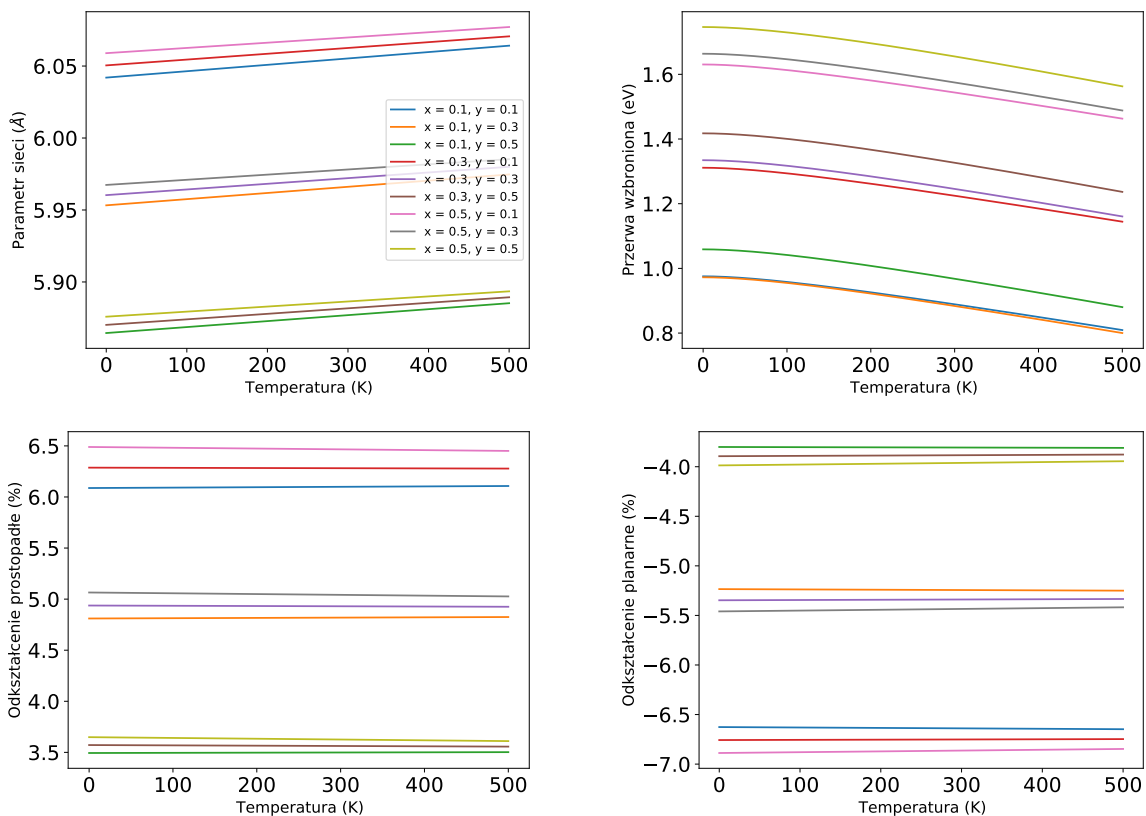 6.05
6.00
5.95
5.90
Parametr sieci (Å)
x = 0.1, y = 0.1
x = 0.1, y = 0.3
x = 0.1, y = 0.5
x = 0.3, y = 0.1
x = 0.3, y = 0.3
x = 0.3, y = 0.5
x = 0.5, y = 0.1
x = 0.5, y = 0.3
x = 0.5, y = 0.5
0 100 200 300 400 500
Temperatura (K)
1.6
1.4
1.2
1.0
0.8
Przerwa wzbroniona (eV)
0 100 200 300 400 500
Temperatura (K)
6.5
6.0
5.5
5.0
4.5
4.0
3.5
Odkształcenie prostopadłe (%)
0 100 200 300 400 500
Temperatura (K)
−4.0
−4.5
−5.0
−5.5
−6.0
−6.5
−7.0
Odkształcenie planarne (%)
0 100 200 300 400 500
Temperatura (K)